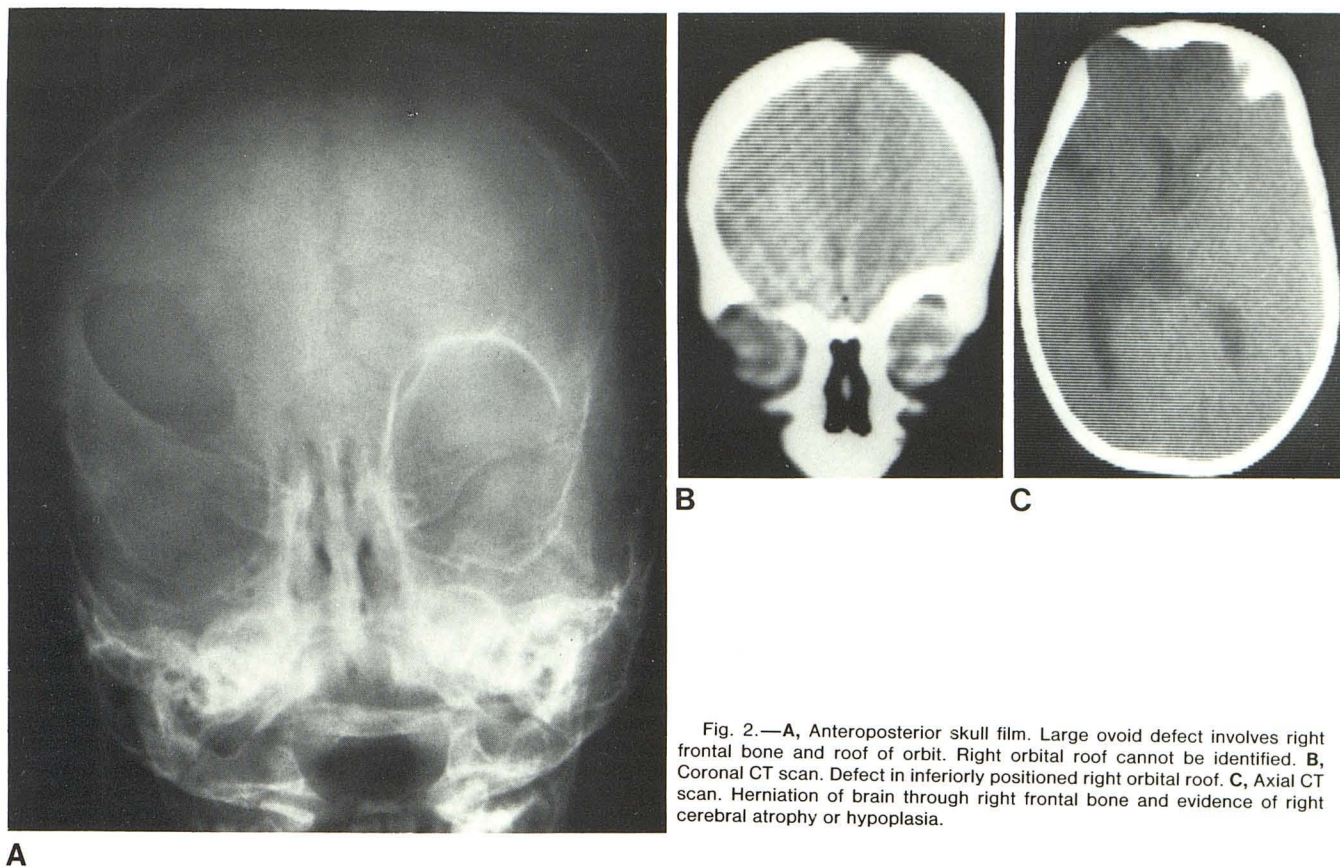 A
B
C
Fig. 2.—A, Anteroposterior skull film. Large ovoid defect involves right
frontal bone and roof of orbit. Right orbital roof cannot be identified. B,
Coronal CT scan. Defect in inferiorly positioned right orbital roof. C, Axial CT
scan. Herniation of brain through right frontal bone and evidence of right
cerebral atrophy or hypoplasia.